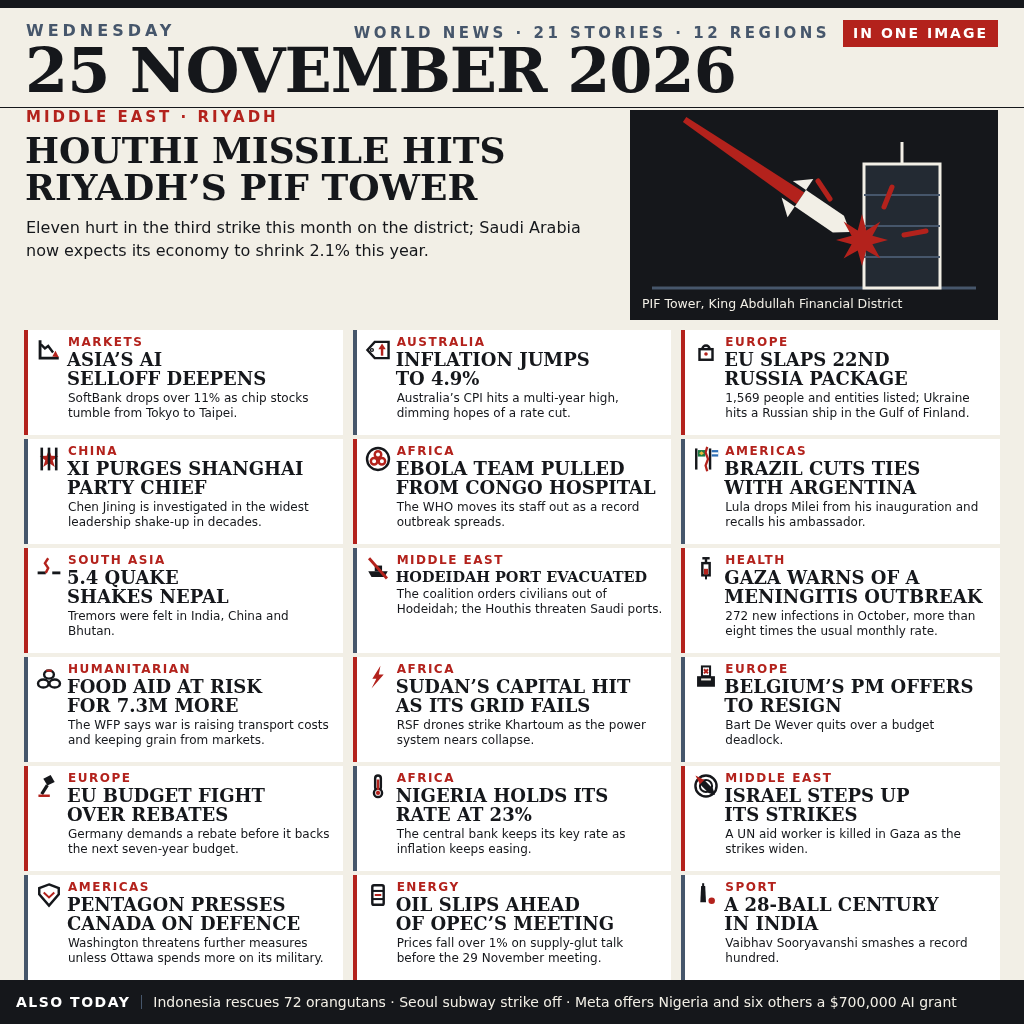 WEDNESDAY
WORLD NEWS · 21 STORIES · 12 REGIONS
IN ONE IMAGE
25 NOVEMBER 2026
MIDDLE EAST · RIYADH
HOUTHI MISSILE HITS
RIYADH’S PIF TOWER
Eleven hurt in the third strike this month on the district; Saudi Arabia
now expects its economy to shrink 2.1% this year.
PIF Tower, King Abdullah Financial District
MARKETS
ASIA’S AI
SELLOFF DEEPENS
SoftBank drops over 11% as chip stocks
tumble from Tokyo to Taipei.
AUSTRALIA
INFLATION JUMPS
TO 4.9%
Australia’s CPI hits a multi-year high,
dimming hopes of a rate cut.
EUROPE
EU SLAPS 22ND
RUSSIA PACKAGE
1,569 people and entities listed; Ukraine
hits a Russian ship in the Gulf of Finland.
CHINA
XI PURGES SHANGHAI
PARTY CHIEF
Chen Jining is investigated in the widest
leadership shake-up in decades.
AFRICA
EBOLA TEAM PULLED
FROM CONGO HOSPITAL
The WHO moves its staff out as a record
outbreak spreads.
AMERICAS
BRAZIL CUTS TIES
WITH ARGENTINA
Lula drops Milei from his inauguration and
recalls his ambassador.
SOUTH ASIA
5.4 QUAKE
SHAKES NEPAL
Tremors were felt in India, China and
Bhutan.
MIDDLE EAST
HODEIDAH PORT EVACUATED
The coalition orders civilians out of
Hodeidah; the Houthis threaten Saudi ports.
HEALTH
GAZA WARNS OF A
MENINGITIS OUTBREAK
272 new infections in October, more than
eight times the usual monthly rate.
HUMANITARIAN
FOOD AID AT RISK
FOR 7.3M MORE
The WFP says war is raising transport costs
and keeping grain from markets.
AFRICA
SUDAN’S CAPITAL HIT
AS ITS GRID FAILS
RSF drones strike Khartoum as the power
system nears collapse.
EUROPE
BELGIUM’S PM OFFERS
TO RESIGN
Bart De Wever quits over a budget
deadlock.
EUROPE
EU BUDGET FIGHT
OVER REBATES
Germany demands a rebate before it backs
the next seven-year budget.
AFRICA
NIGERIA HOLDS ITS
RATE AT 23%
The central bank keeps its key rate as
inflation keeps easing.
MIDDLE EAST
ISRAEL STEPS UP
ITS STRIKES
A UN aid worker is killed in Gaza as the
strikes widen.
AMERICAS
PENTAGON PRESSES
CANADA ON DEFENCE
Washington threatens further measures
unless Ottawa spends more on its military.
ENERGY
OIL SLIPS AHEAD
OF OPEC’S MEETING
Prices fall over 1% on supply-glut talk
before the 29 November meeting.
SPORT
A 28-BALL CENTURY
IN INDIA
Vaibhav Sooryavanshi smashes a record
hundred.
ALSO TODAY
Indonesia rescues 72 orangutans · Seoul subway strike off · Meta offers Nigeria and six others a $700,000 AI grant